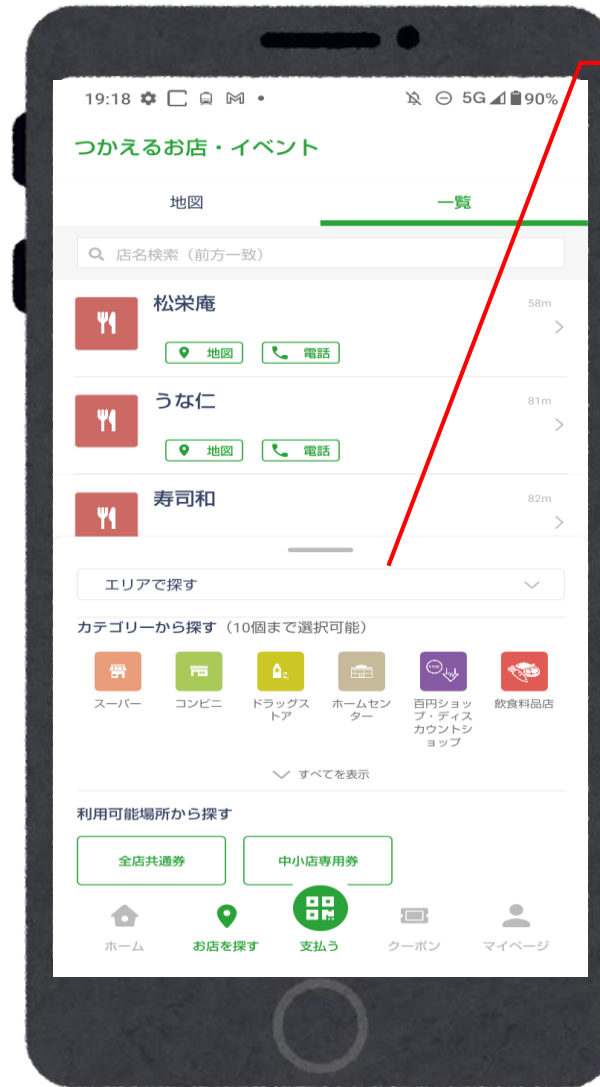 19:18
5G 90%
つかえるお店・イベント
地図 一覧
店名検索（前方一致）
松栄庵 58m
地図 電話
うな仁 81m
地図 電話
寿司和 82m
エリアで探す
カテゴリーから探す（10個まで選択可能）
スーパー
コンビニ
ドラッグス
トア
ホームセン
ター
百円ショッ
プ・ディス
カウントシ
ョップ
飲食料品店
すべてを表示
利用可能場所から探す
全店共通券 中小店専用券
ホーム お店を探す 支払う クーポン マイページ